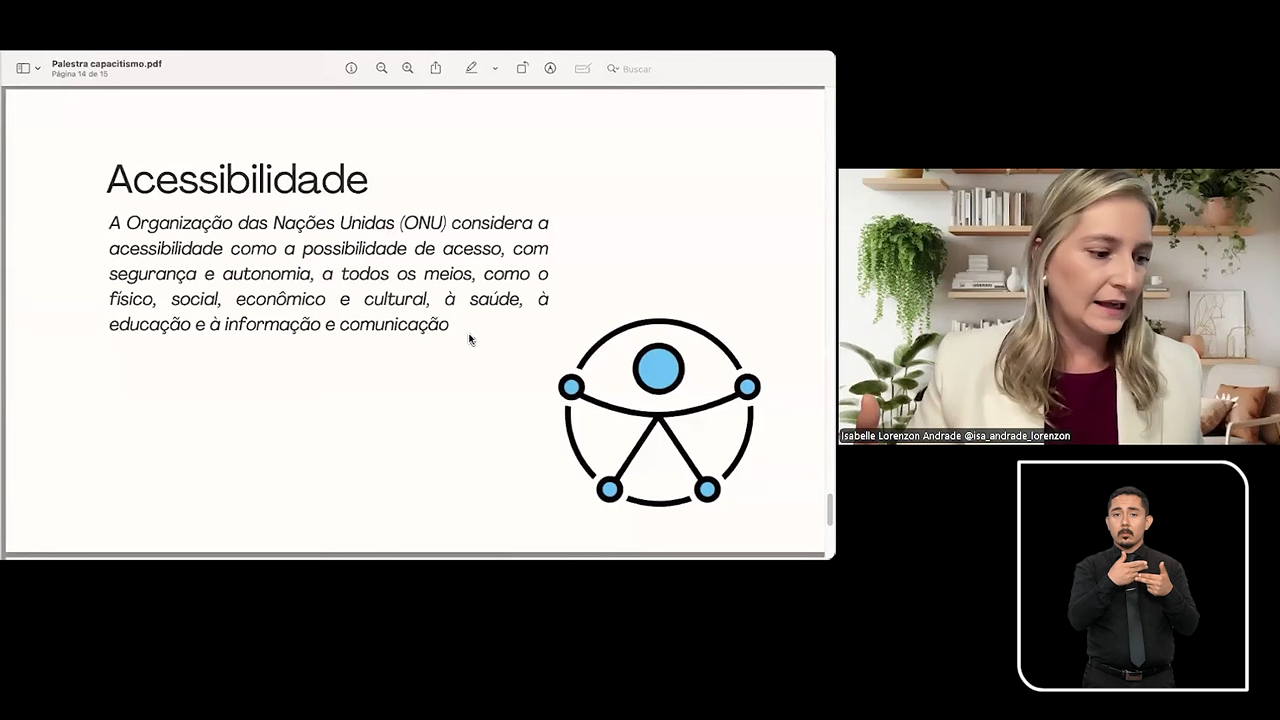 Palestra capacitismo.pdf
Página 14 de 15
Buscar
Acessibilidade
A Organização das Nações Unidas (ONU) considera a
acessibilidade como a possibilidade de acesso, com
segurança e autonomia, a todos os meios, como o
físico, social, econômico e cultural, à saúde, à
educação e à informação e comunicação
Isabelle Lorenzon Andrade @isa_andrade_lorenzon